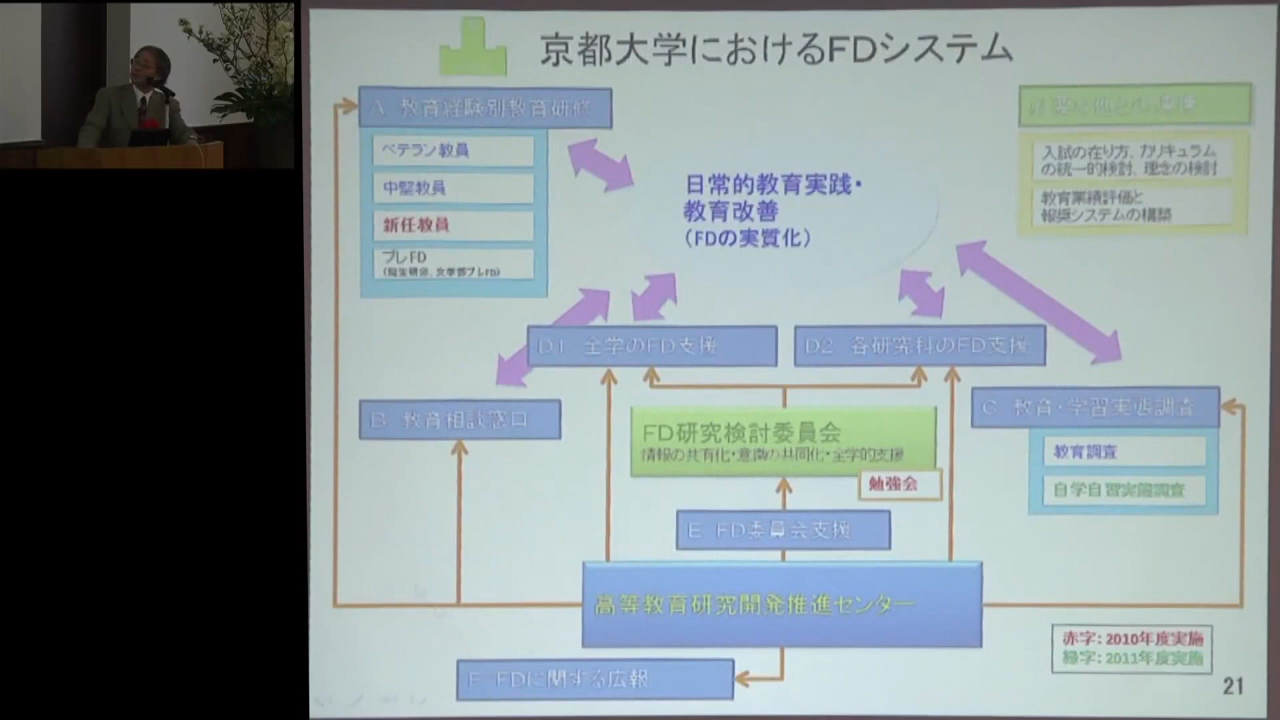 京都大学におけるFDシステム
A 教育経験別教育研修
ベテラン教員
中堅教員
新任教員
プレFD
(院生研修、文学部プレFD)
日常的教育実践・
教育改善
(FDの実質化)
入試の在り方、カリキュラム
の統一的検討、理念の検討
教育業績評価と
報奨システムの構築
D1 全学のFD支援
D2 各研究科のFD支援
B 教育相談窓口
C 教育・学習実態調査
教育調査
自学自習実態調査
FD研究検討委員会
情報の共有化・意識の共同化・全学的支援
勉強会
E FD委員会支援
高等教育研究開発推進センター
F FDに関する広報
赤字：2010年度実施
緑字：2011年度実施
21